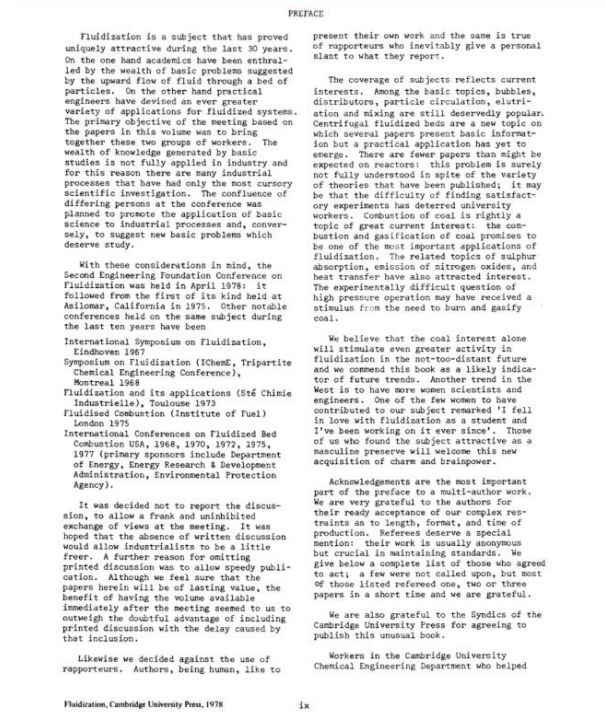 PREFACE
Fluidization is a subject that has proved
uniquely attractive during the last 30 years.
On the one hand academics have been enthral-
led by the wealth of basic problems suggested
by the upward flow of fluid through a bed of
particles. On the other hand practical
engineers have devised an ever greater
variety of applications for fluidized systems.
The primary objective of the meeting based on
the papers in this volume was to bring
together these two groups of workers. The
wealth of knowledge generated by basic
studies is not fully applied in industry and
for this reason there are many industrial
processes that have had only the most cursory
scientific investigation. The confluence of
differing persons at the conference was
planned to promote the application of basic
science to industrial processes and, conver-
sely, to suggest new basic problems which
deserve study.
With these considerations in mind, the
Second Engineering Foundation Conference on
Fluidization was held in April 1978: it
followed from the first of its kind held at
Asilomar, California in 1975. Other notable
conferences held on the same subject during
the last ten years have been
International Symposium on Fluidization,
Eindhoven 1967
Symposium on Fluidization (IChemE, Tripartite
Chemical Engineering Conference),
Montreal 1968
Fluidization and its applications (Sté Chimie
Industrielle), Toulouse 1973
Fluidised Combustion (Institute of Fuel)
London 1975
International Conferences on Fluidized Bed
Combustion USA, 1968, 1970, 1972, 1975,
1977 (primary sponsors include Department
of Energy, Energy Research & Development
Administration, Environmental Protection
Agency).
It was decided not to report the discus-
sion, to allow a frank and uninhibited
exchange of views at the meeting. It was
hoped that the absence of written discussion
would allow industrialists to be a little
freer. A further reason for omitting
printed discussion was to allow speedy publi-
cation. Although we feel sure that the
papers herein will be of lasting value, the
benefit of having the volume available
immediately after the meeting seemed to us to
outweigh the doubtful advantage of including
printed discussion with the delay caused by
that inclusion.
Likewise we decided against the use of
rapporteurs. Authors, being human, like to
present their own work and the same is true
of rapporteurs who inevitably give a personal
slant to what they report.
The coverage of subjects reflects current
interests. Among the basic topics, bubbles,
distributors, particle circulation, elutri-
ation and mixing are still deservedly popular.
Centrifugal fluidized beds are a new topic on
which several papers present basic informat-
ion but a practical application has yet to
emerge. There are fewer papers than might be
expected on reactors: this problem is surely
not fully understood in spite of the variety
of theories that have been published; it may
be that the difficulty of finding satisfact-
ory experiments has deterred university
workers. Combustion of coal is rightly a
topic of great current interest: the com-
bustion and gasification of coal promises to
be one of the most important applications of
fluidization. The related topics of sulphur
absorption, emission of nitrogen oxides, and
heat transfer have also attracted interest.
The experimentally difficult question of
high pressure operation may have received a
stimulus from the need to burn and gasify
coal.
We believe that the coal interest alone
will stimulate even greater activity in
fluidization in the not-too-distant future
and we commend this book as a likely indica-
tor of future trends. Another trend in the
West is to have more women scientists and
engineers. One of the few women to have
contributed to our subject remarked 'I fell
in love with fluidization as a student and
I've been working on it ever since'. Those
of us who found the subject attractive as a
masculine preserve will welcome this new
acquisition of charm and brainpower.
Acknowledgements are the most important
part of the preface to a multi-author work.
We are very grateful to the authors for
their ready acceptance of our complex res-
traints as to length, format, and time of
production. Referees deserve a special
mention: their work is usually anonymous
but crucial in maintaining standards. We
give below a complete list of those who agreed
to act; a few were not called upon, but most
of those listed refereed one, two or three
papers in a short time and we are grateful.
We are also grateful to the Syndics of the
Cambridge University Press for agreeing to
publish this unusual book.
Workers in the Cambridge University
Chemical Engineering Department who helped
Fluidization, Cambridge University Press, 1978
ix